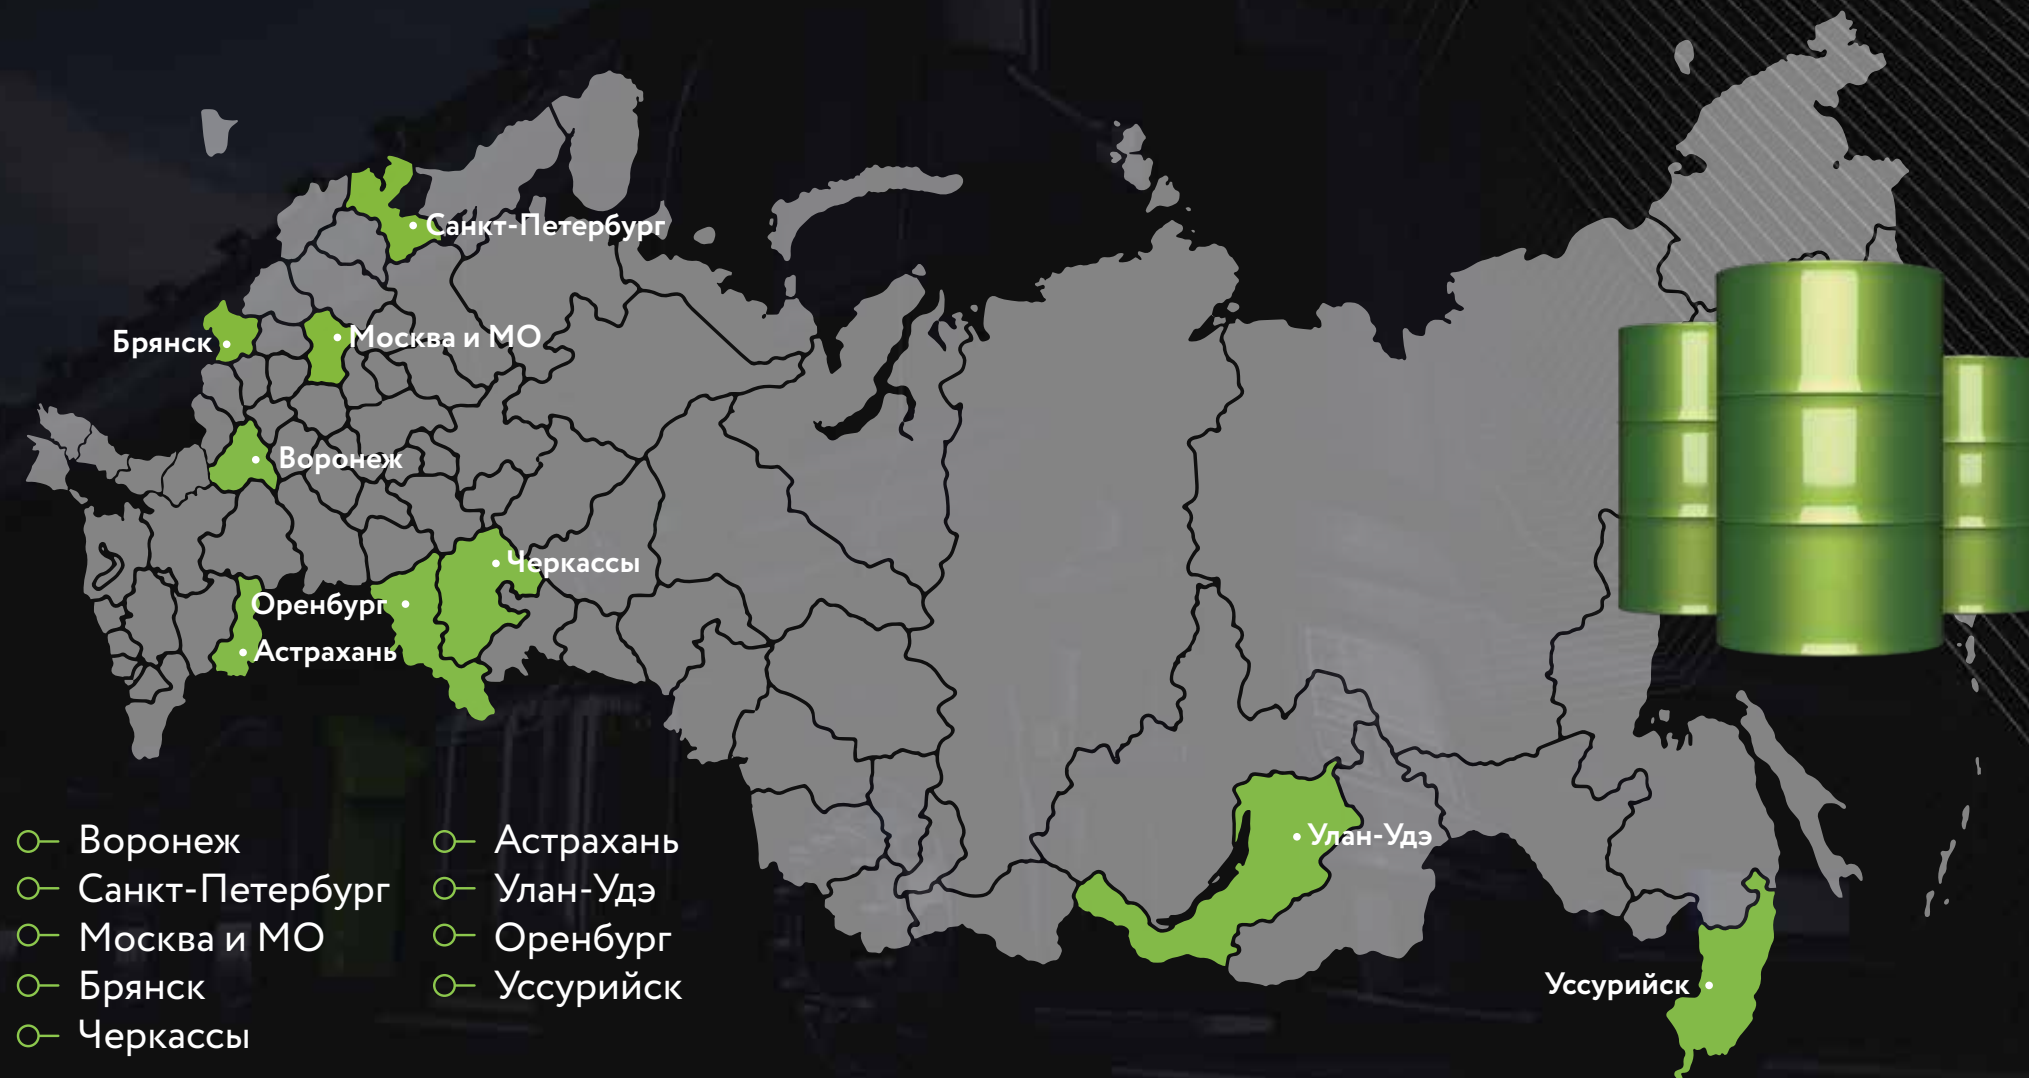 Санкт-Петербург
Брянск
Москва и МО
Воронеж
Черкассы
Оренбург
Астрахань
Улан-Удэ
Уссурийск
Воронеж
Санкт-Петербург
Москва и МО
Брянск
Черкассы
Астрахань
Улан-Удэ
Оренбург
Уссурийск